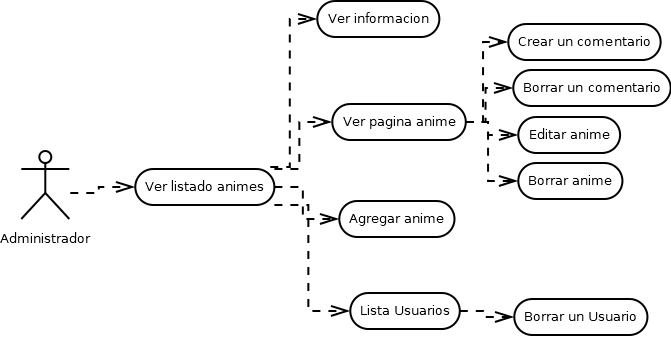 Ver informacion
Crear un comentario
Borrar un comentario
Ver pagina anime
Editar anime
Borrar anime
Ver listado animes
Administrador
Agregar anime
Lista Usuarios
Borrar un Usuario